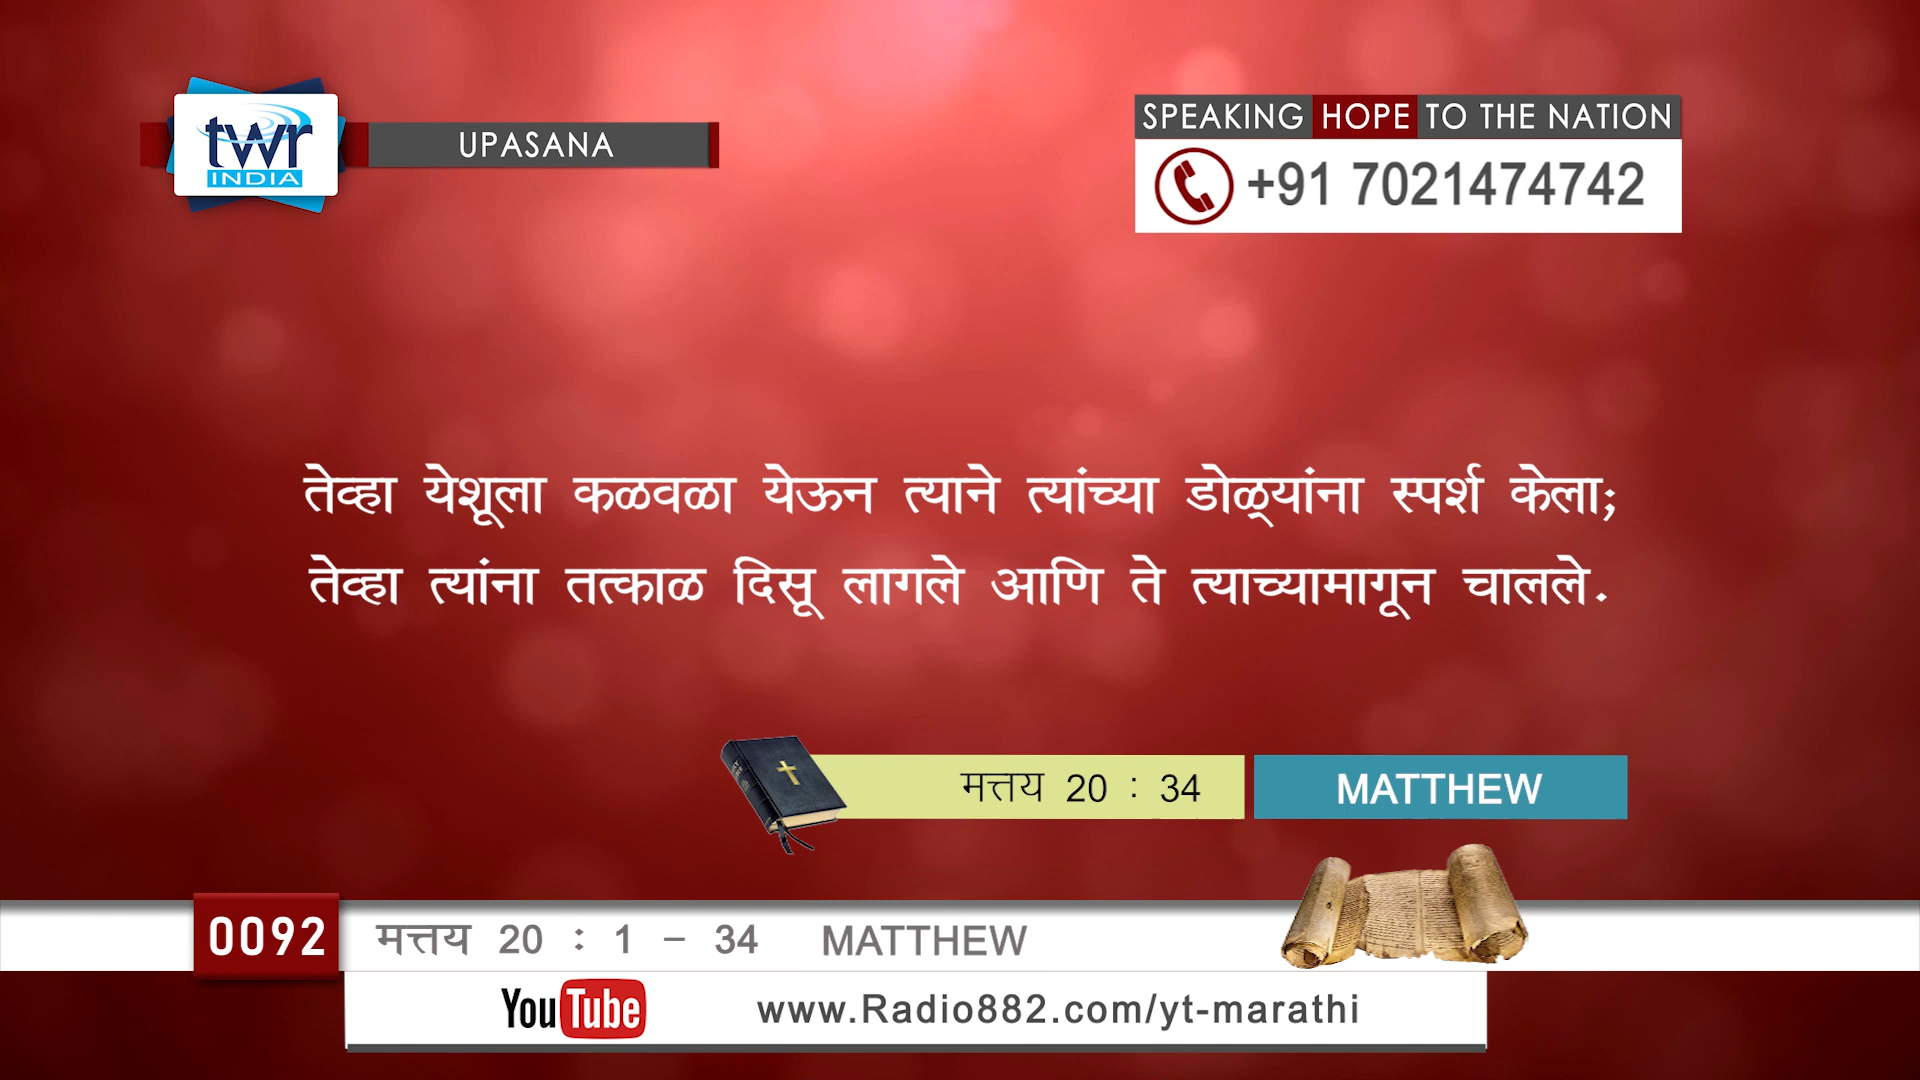 twr
INDIA
UPASANA
SPEAKING HOPE TO THE NATION
+91 7021474742
तेव्हा येशूला कळवळा येऊन त्याने त्यांच्या डोळ्यांना स्पर्श केला;
तेव्हा त्यांना तत्काळ दिसू लागले आणि ते त्याच्यामागून चालले.
मत्तय 20 : 34 MATTHEW
0092 मत्तय 20 : 1 - 34 MATTHEW
YouTube www.Radio882.com/yt-marathi